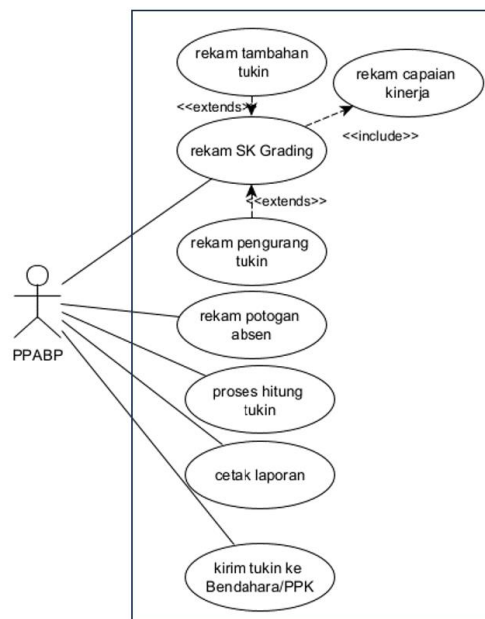 rekam tambahan
tukin
rekam capaian
kinerja
<<extends>>
<<include>>
rekam SK Grading
<<extends>>
rekam pengurang
tukin
rekam potogan
absen
PPABP
proses hitung
tukin
cetak laporan
kirim tukin ke
Bendahara/PPK